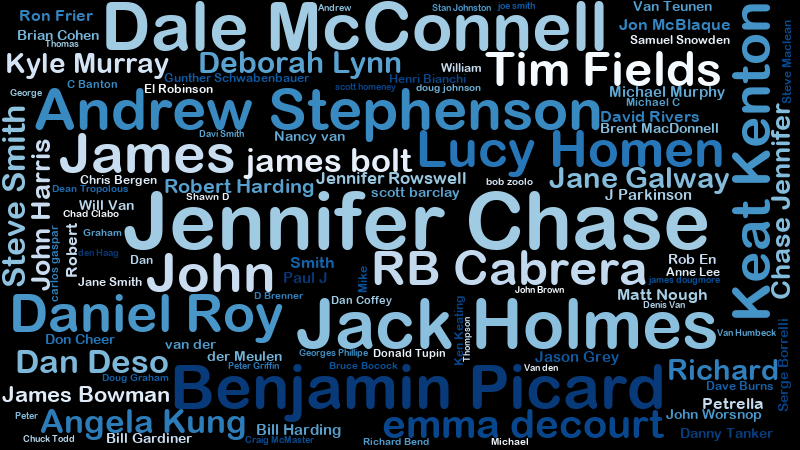 Andrew
Stan Johnston
joe smith
Van Teunen
Ron Frier
Dale McConnell
Jon McBlaque
Brian Cohen
Samuel Snowden
Thomas
Kyle Murray
Deborah Lynn
William
Tim Fields
Keat Kenton
Steve Maclean
Gunther Schwabenbauer
Henri Bianchi
C Banton
El Robinson
scott homeney
doug johnson
Michael Murphy
George
Michael C
Andrew Stephenson
David Rivers
Brent MacDonnell
Steve Smith
Davi Smith
Nancy van
James
james bolt
Lucy Homen
Chase Jennifer
John Harris
Chris Bergen
Jennifer Rowswell
bob zoolo
Jane Galway
Dean Tropolous
Robert Harding
scott barclay
J Parkinson
Shawn D
Will Van
Chad Clabo
Jennifer Chase
Graham
Robert
carlos gaspar
den Haag
Dan
John
Smith
RB Cabrera
Rob En
Anne Lee
Jane Smith
Paul J
Mike
james dougmore
D Brenner
John Brown
Matt Nough
Daniel Roy
Dan Coffey
Jack Holmes
Denis Van
Ken Keating
Thompson
Van Humbeck
Don Cheer
van der
Serge Borrelli
Dan Deso
der Meulen
Georges Phillipe
Donald Tupin
Jason Grey
Peter Griffin
Bruce Bocock
Van den
Richard
Doug Graham
Benjamin Picard
Dave Burns
James Bowman
Petrella
Peter
Angela Kung
Bill Harding
emma decourt
John Worsnop
Chuck Todd
Bill Gardiner
Craig McMaster
Richard Bend
Michael
Danny Tanker